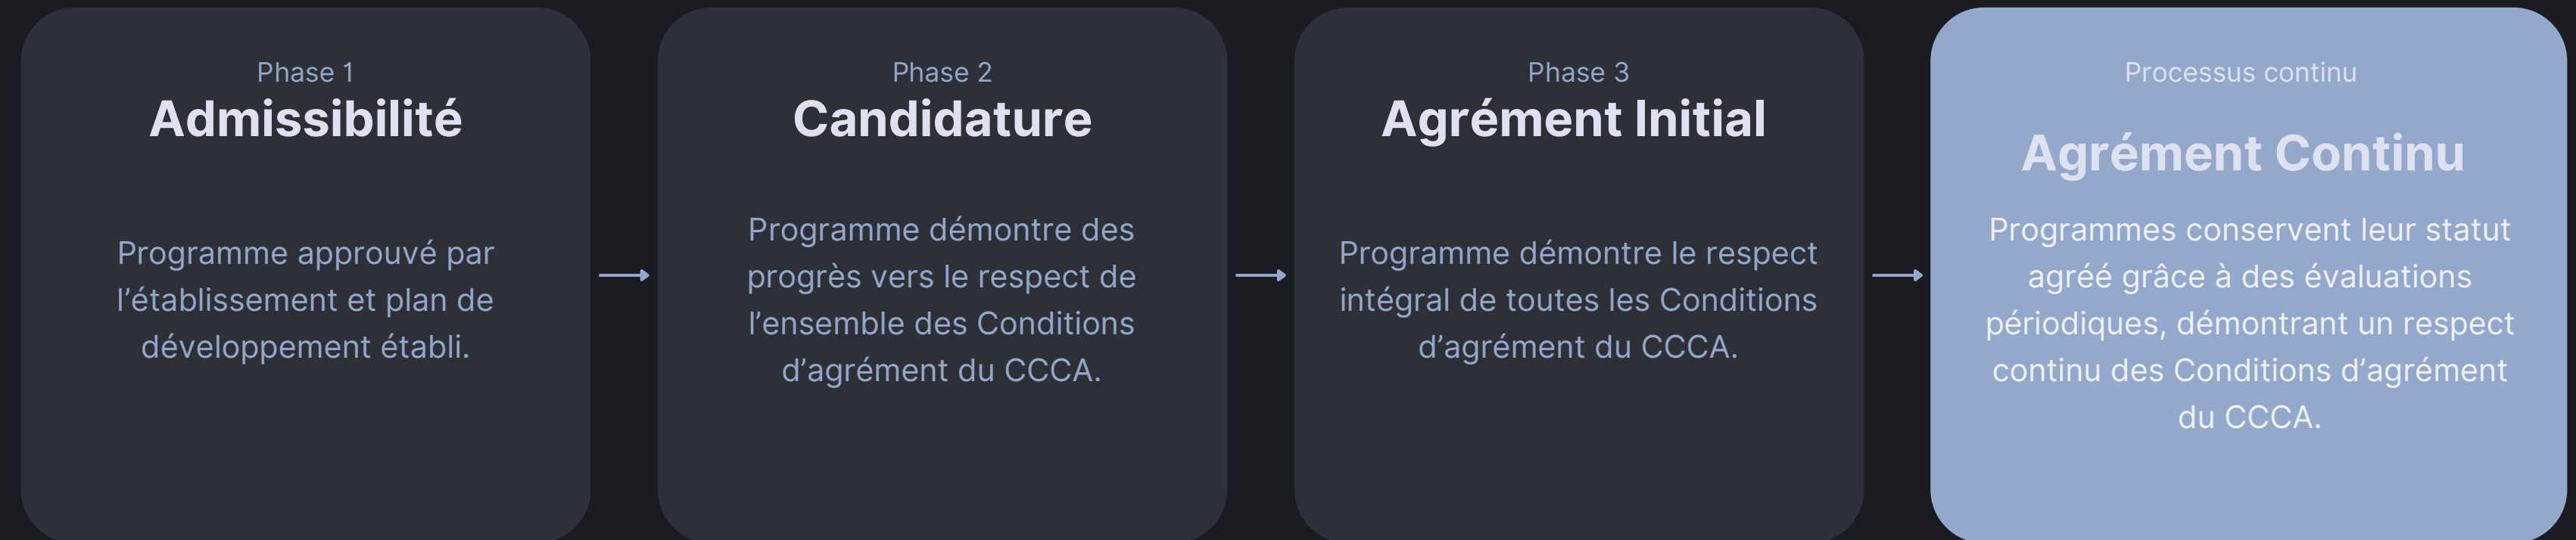 Phase 1
Admissibilité
Programme approuvé par
l’établissement et plan de
développement établi.
Phase 2
Candidature
Programme démontre des
progrès vers le respect de
l’ensemble des Conditions
d’agrément du CCCA.
Phase 3
Agrément Initial
Programme démontre le respect
intégral de toutes les Conditions
d’agrément du CCCA.
Processus continu
Agrément Continu
Programmes conservent leur statut
agréé grâce à des évaluations
périodiques, démontrant un respect
continu des Conditions d’agrément
du CCCA.